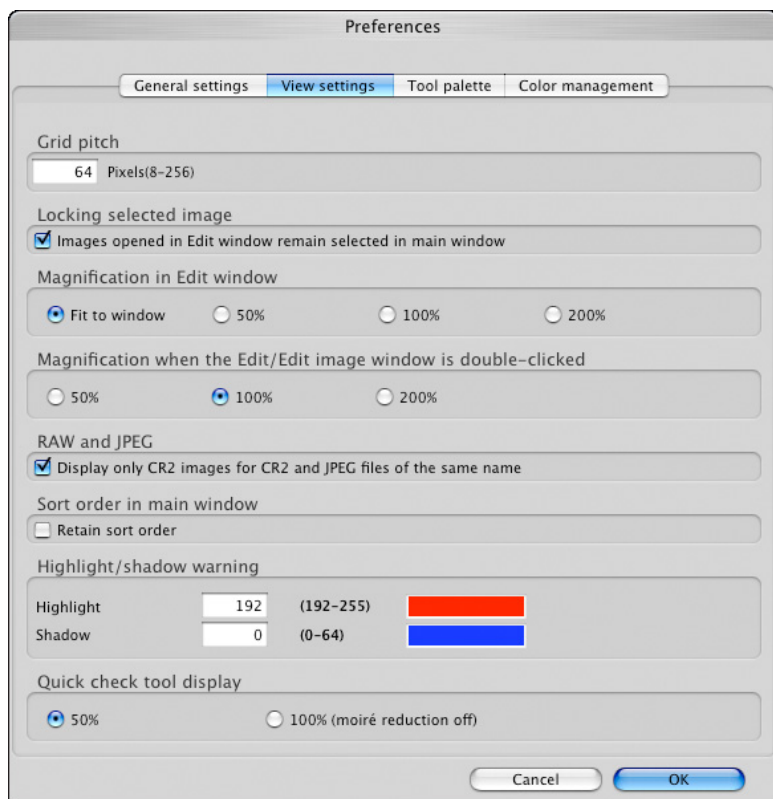 Preferences
General settings View settings Tool palette Color management
Grid pitch
64 Pixels(8-256)
Locking selected image
Images opened in Edit window remain selected in main window
Magnification in Edit window
Fit to window 50% 100% 200%
Magnification when the Edit/Edit image window is double-clicked
50% 100% 200%
RAW and JPEG
Display only CR2 images for CR2 and JPEG files of the same name
Sort order in main window
Retain sort order
Highlight/shadow warning
Highlight 192 (192-255)
Shadow 0 (0-64)
Quick check tool display
50% 100% (moiré reduction off)
Cancel OK